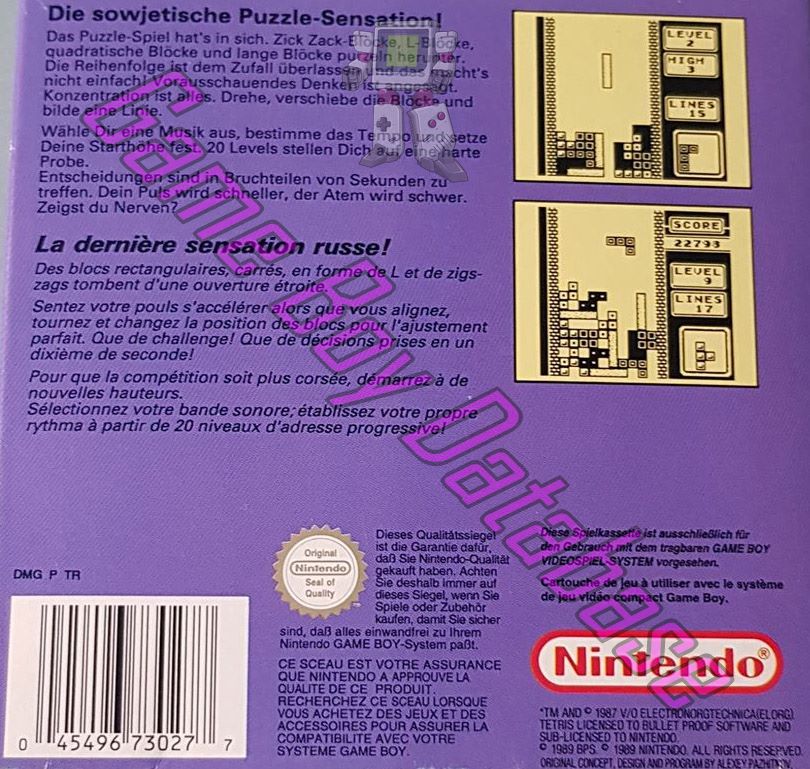 Die sowjetische Puzzle-Sensation!
Das Puzzle-Spiel hat's in sich. Zick Zack-Blöcke, L-Blöcke,
quadratische Blöcke und lange Blöcke purzeln herunter.
Die Reihenfolge ist dem Zufall überlassen und das macht's
nicht einfach! Vorausschauendes Denken ist angesagt.
Konzentration ist alles. Drehe, verschiebe die Blöcke und
bilde eine Linie.
Wähle Dir eine Musik aus, bestimme das Tempo und setze
Deine Starthöhe fest. 20 Levels stellen Dich auf eine harte
Probe.
Entscheidungen sind in Bruchteilen von Sekunden zu
treffen. Dein Puls wird schneller, der Atem wird schwer.
Zeigst du Nerven?
La dernière sensation russe!
Des blocs rectangulaires, carrés, en forme de L et de zigs-
zags tombent d'une ouverture étroite.
Sentez votre pouls s'accélérer alors que vous alignez,
tournez et changez la position des blocs pour l'ajustement
parfait. Que de challenge! Que de décisions prises en un
dixième de seconde!
Pour que la compétition soit plus corsée, démarrez à de
nouvelles hauteurs.
Sélectionnez votre bande sonore; établissez votre propre
rythma à partir de 20 niveaux d'adresse progressive!
LEVEL
2
HIGH
3
LINES
15
SCORE
22793
LEVEL
9
LINES
17
Game Boy Database
DMG P TR
0 45496 73027 7
Original
Nintendo
Seal of
Quality
Dieses Qualitätssiegel
ist die Garantie dafür,
daß Sie Nintendo-Qualität
gekauft haben. Achten
Sie deshalb immer auf
dieses Siegel, wenn Sie
Spiele oder Zubehör
kaufen, damit Sie sicher
sind, daß alles einwandfrei zu Ihrem
Nintendo GAME BOY-System paßt.
CE SCEAU EST VOTRE ASSURANCE
QUE NINTENDO A APPROUVE LA
QUALITE DE CE PRODUIT.
RECHERCHEZ CE SCEAU LORSQUE
VOUS ACHETEZ DES JEUX ET DES
ACCESSOIRES POUR ASSURER LA
COMPATIBILITE AVEC VOTRE
SYSTEME GAME BOY.
Diese Spielkassette ist ausschließlich für
den Gebrauch mit dem tragbaren GAME BOY
VIDEOSPIEL-SYSTEM vorgesehen.
Cartouche de jeu à utiliser avec le système
de jeu vidéo compact Game Boy.
Nintendo®
™ AND © 1987 V/O ELECTRONORGTECHNICA(ELORG).
TETRIS LICENSED TO BULLET PROOF SOFTWARE AND
SUB-LICENSED TO NINTENDO.
© 1989 BPS. © 1989 NINTENDO. ALL RIGHTS RESERVED.
ORIGINAL CONCEPT, DESIGN AND PROGRAM BY ALEXEY PAZHITNOV.